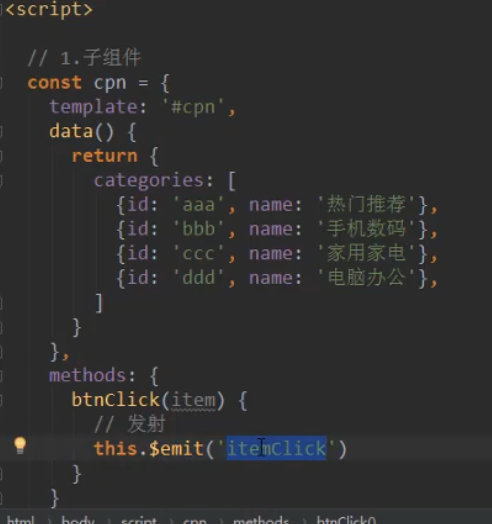 <script>
// 1.子组件
const cpn = {
template: '#cpn',
data() {
return {
categories: [
{id: 'aaa', name: '热门推荐'},
{id: 'bbb', name: '手机数码'},
{id: 'ccc', name: '家用家电'},
{id: 'ddd', name: '电脑办公'},
]
}
},
methods: {
btnClick(item) {
// 发射
this.$emit('itemClick')
}
}
html body script cpn methods btnClick()